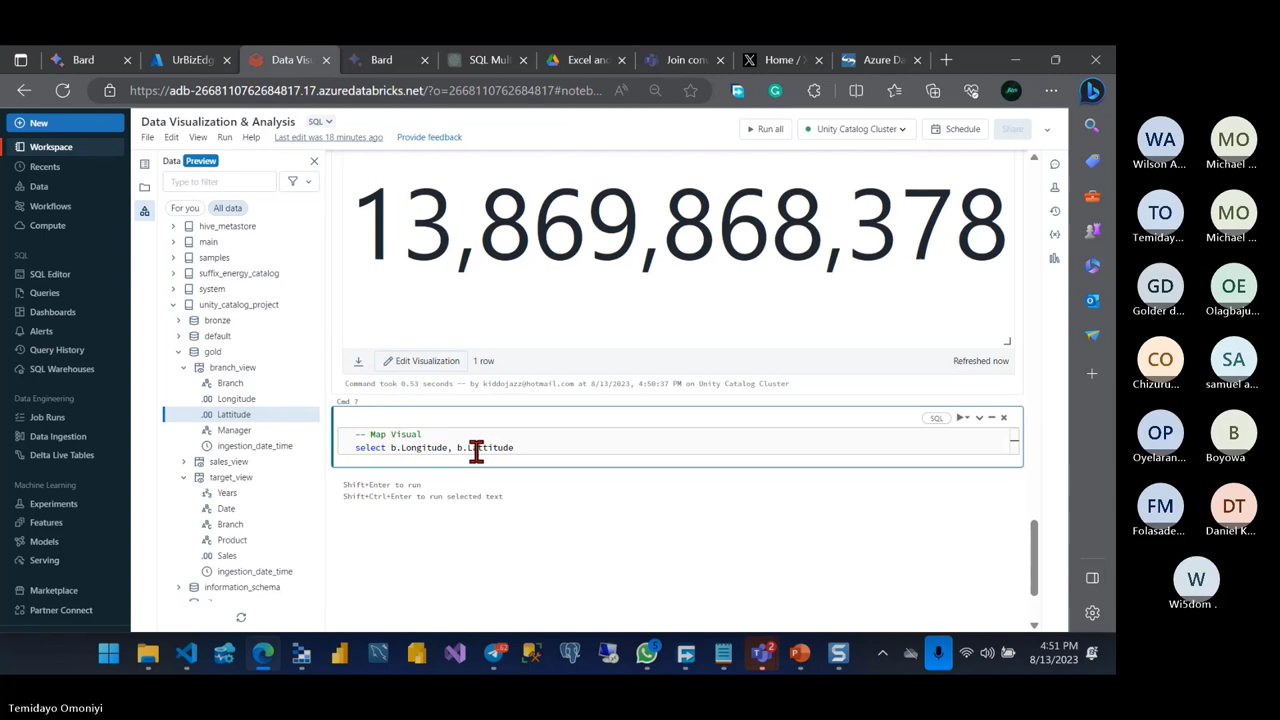 Bard
UrBizEdg
Data Vis
Bard
SQL Mult
Excel and
Join con
Home / X
Azure Da
https://adb-2668110762684817.17.azuredatabricks.net/?o=2668110762684817#noteb...
Data Visualization & Analysis
SQL
File
Edit
View
Run
Help
Last edit was 18 minutes ago
Provide feedback
Run all
Unity Catalog Cluster
Schedule
Share
New
Workspace
Recents
Data
Workflows
Compute
SQL
SQL Editor
Queries
Dashboards
Alerts
Query History
SQL Warehouses
Data Engineering
Job Runs
Data Ingestion
Delta Live Tables
Machine Learning
Experiments
Features
Models
Serving
Marketplace
Partner Connect
Data Preview
Type to filter
For you
All data
hive_metastore
main
samples
suffix_energy_catalog
system
unity_catalog_project
bronze
default
gold
branch_view
Branch
Longitude
Lattitude
Manager
ingestion_date_time
sales_view
target_view
Years
Date
Branch
Product
Sales
ingestion_date_time
information_schema
13,869,868,378
Edit Visualization
1 row
Refreshed now
Command took 0.53 seconds -- by kiddojazz@hotmail.com at 8/13/2023, 4:50:37 PM on Unity Catalog Cluster
Cmd 7
SQL
-- Map Visual
select b.Longitude, b.Lattitude
Shift+Enter to run
Shift+Ctrl+Enter to run selected text
WA
Wilson A...
MO
Michael ...
TO
Temiday...
MO
Michael ...
GD
Golder d...
OE
Olagbaju...
CO
Chizuru...
SA
samuel a...
OP
Oyelaran...
B
Boyowa
FM
Folasade...
DT
Daniel K...
W
Wi5dom .
4:51 PM
8/13/2023
Temidayo Omoniyi